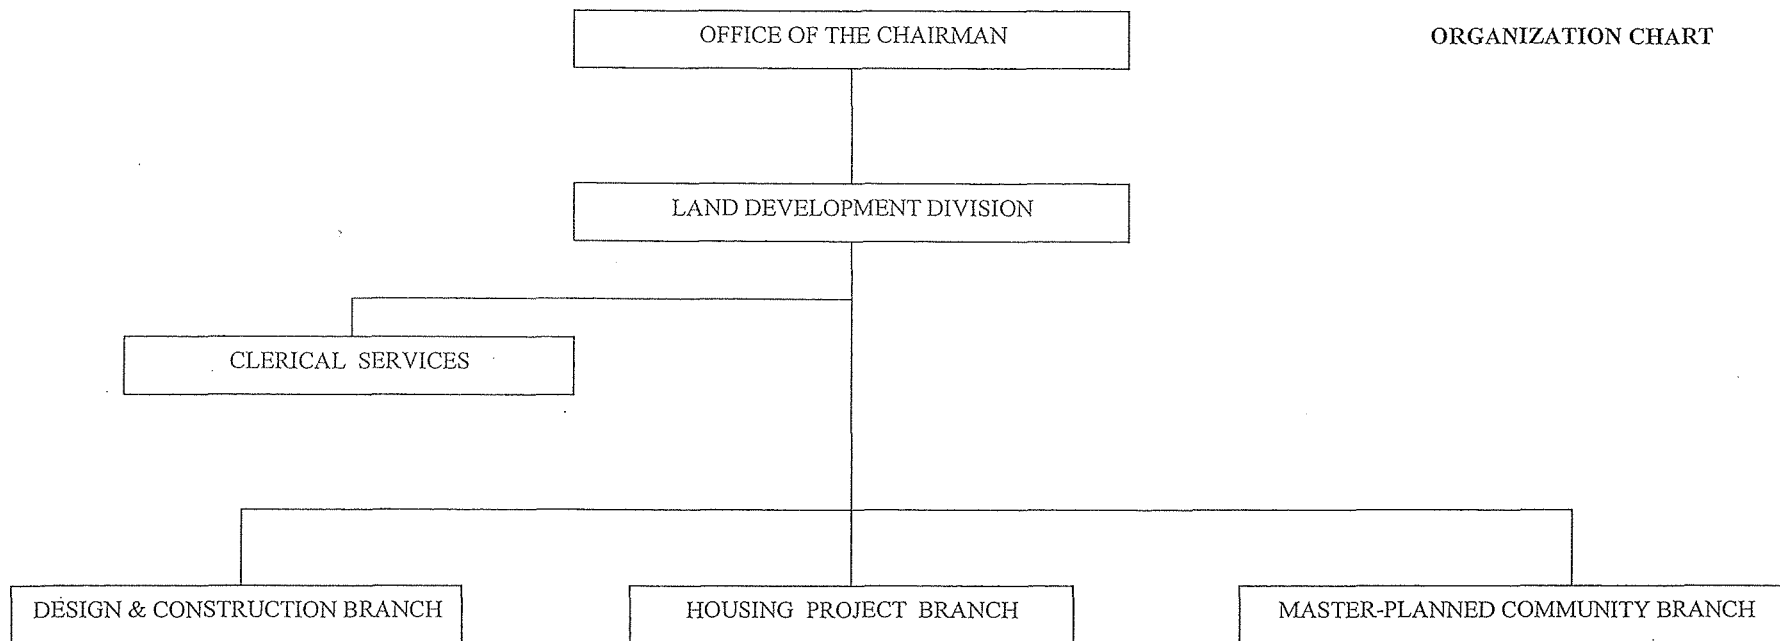 OFFICE OF THE CHAIRMAN
ORGANIZATION CHART
LAND DEVELOPMENT DIVISION
CLERICAL SERVICES
DESIGN & CONSTRUCTION BRANCH
HOUSING PROJECT BRANCH
MASTER-PLANNED COMMUNITY BRANCH